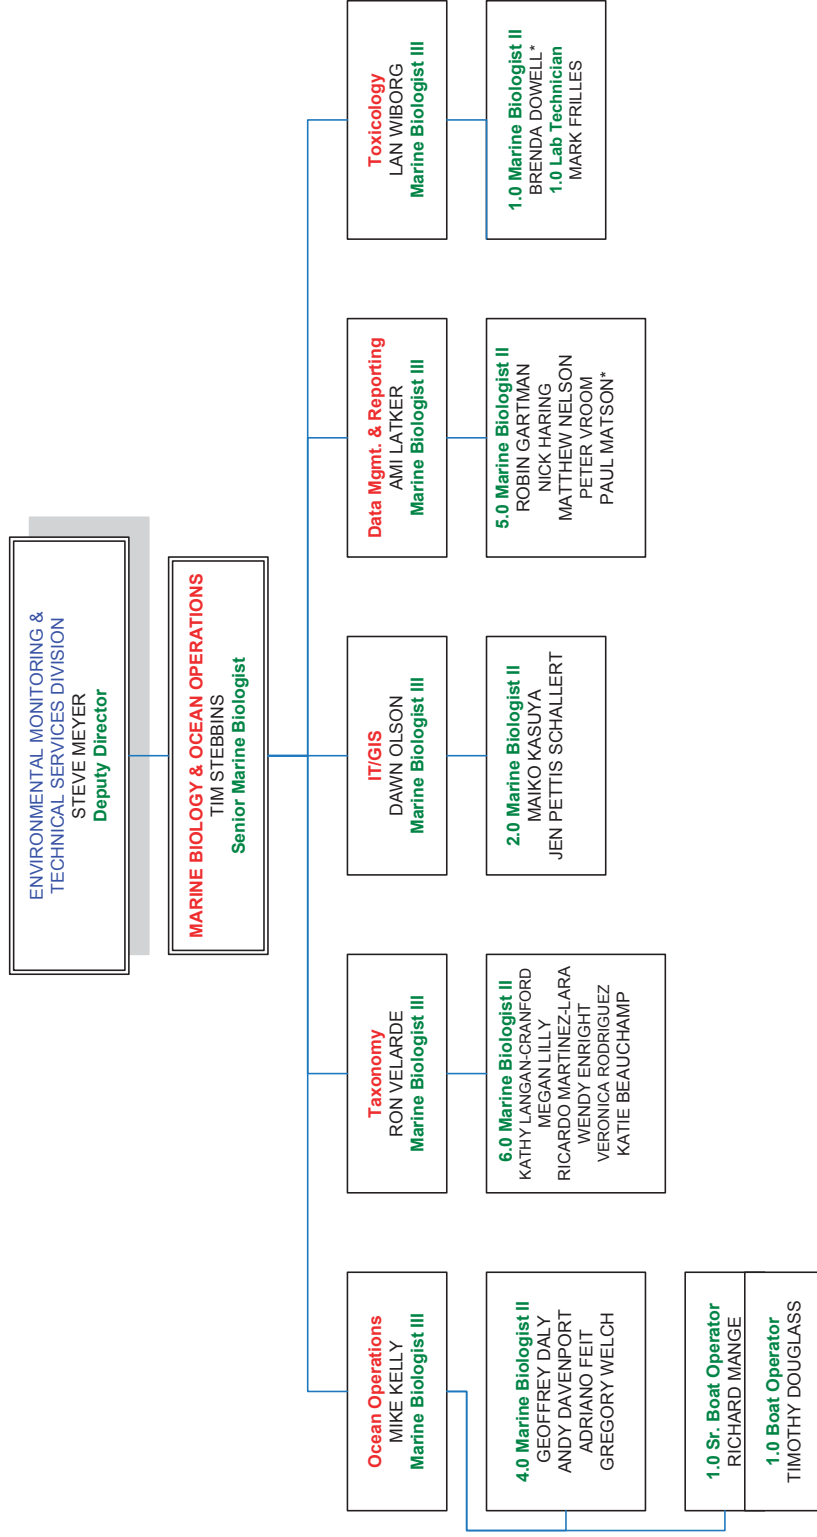 ENVIRONMENTAL MONITORING &
TECHNICAL SERVICES DIVISION
STEVE MEYER
Deputy Director
MARINE BIOLOGY & OCEAN OPERATIONS
TIM STEBBINS
Senior Marine Biologist
Ocean Operations
MIKE KELLY
Marine Biologist III
4.0 Marine Biologist II
GEOFFREY DALY
ANDY DAVENPORT
ADRIANO FEIT
GREGORY WELCH
1.0 Sr. Boat Operator
RICHARD MANGE
1.0 Boat Operator
TIMOTHY DOUGLASS
Taxonomy
RON VELARDE
Marine Biologist III
6.0 Marine Biologist II
KATHY LANGAN-CRANFORD
MEGAN LILLY
RICARDO MARTINEZ-LARA
WENDY ENRIGHT
VERONICA RODRIGUEZ
KATIE BEAUCHAMP
IT/GIS
DAWN OLSON
Marine Biologist III
2.0 Marine Biologist II
MAIKO KASUYA
JEN PETTIS SCHALLERT
Data Mgmt. & Reporting
AMI LATKER
Marine Biologist III
5.0 Marine Biologist II
ROBIN GARTMAN
NICK HARING
MATTHEW NELSON
PETER VROOM
PAUL MATSON*
Toxicology
LAN WIBORG
Marine Biologist III
1.0 Marine Biologist II
BRENDA DOWELL*
1.0 Lab Technician
MARK FRILLES